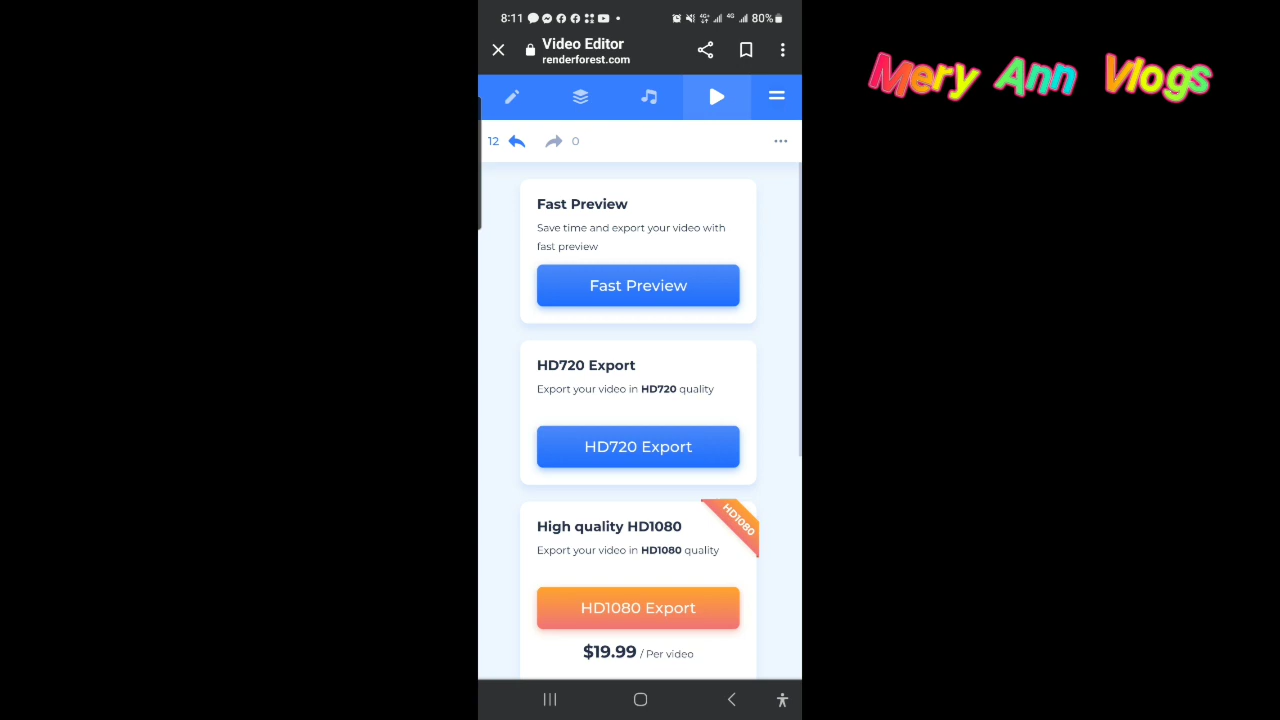 8:11
80%
Video Editor
renderforest.com
Mery Ann Vlogs
12
0
Fast Preview
Save time and export your video with
fast preview
Fast Preview
HD720 Export
Export your video in HD720 quality
HD720 Export
HD1080
High quality HD1080
Export your video in HD1080 quality
HD1080 Export
$19.99 / Per video